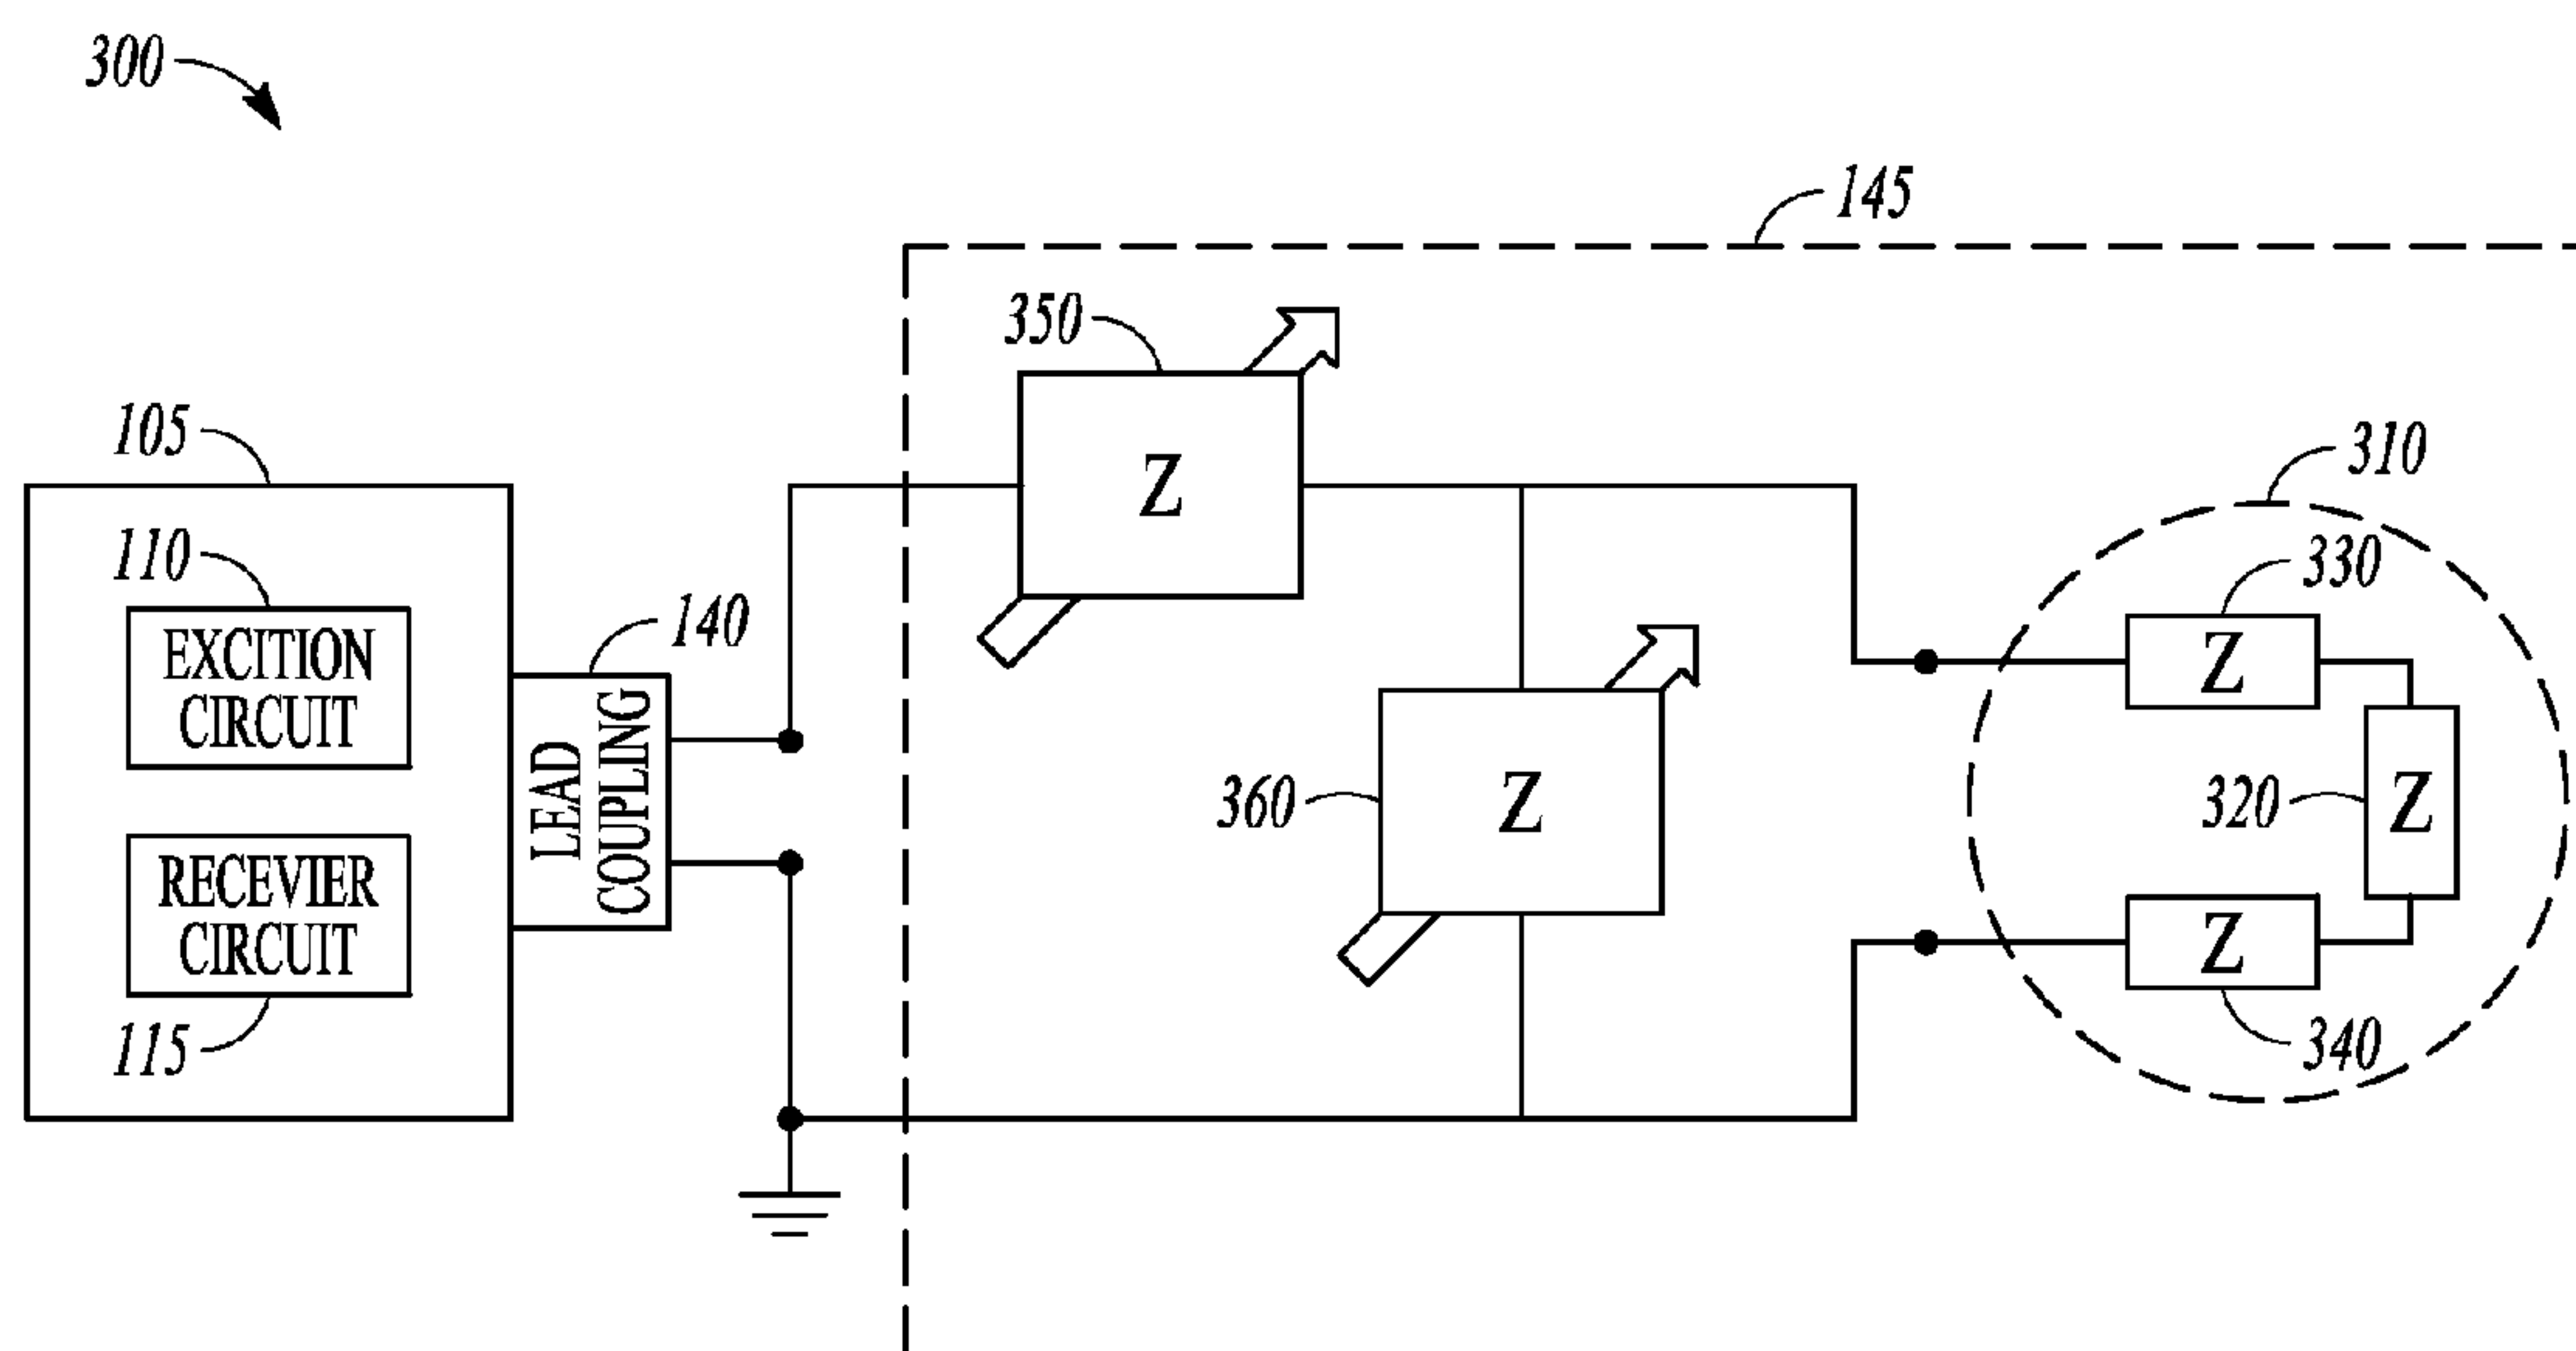 300
145
350
Z
105
310
110
330
EXCITION
CIRCUIT
140
Z
LEAD
COUPLING
360
Z
320
Z
RECEVIER
CIRCUIT
Z
115
340